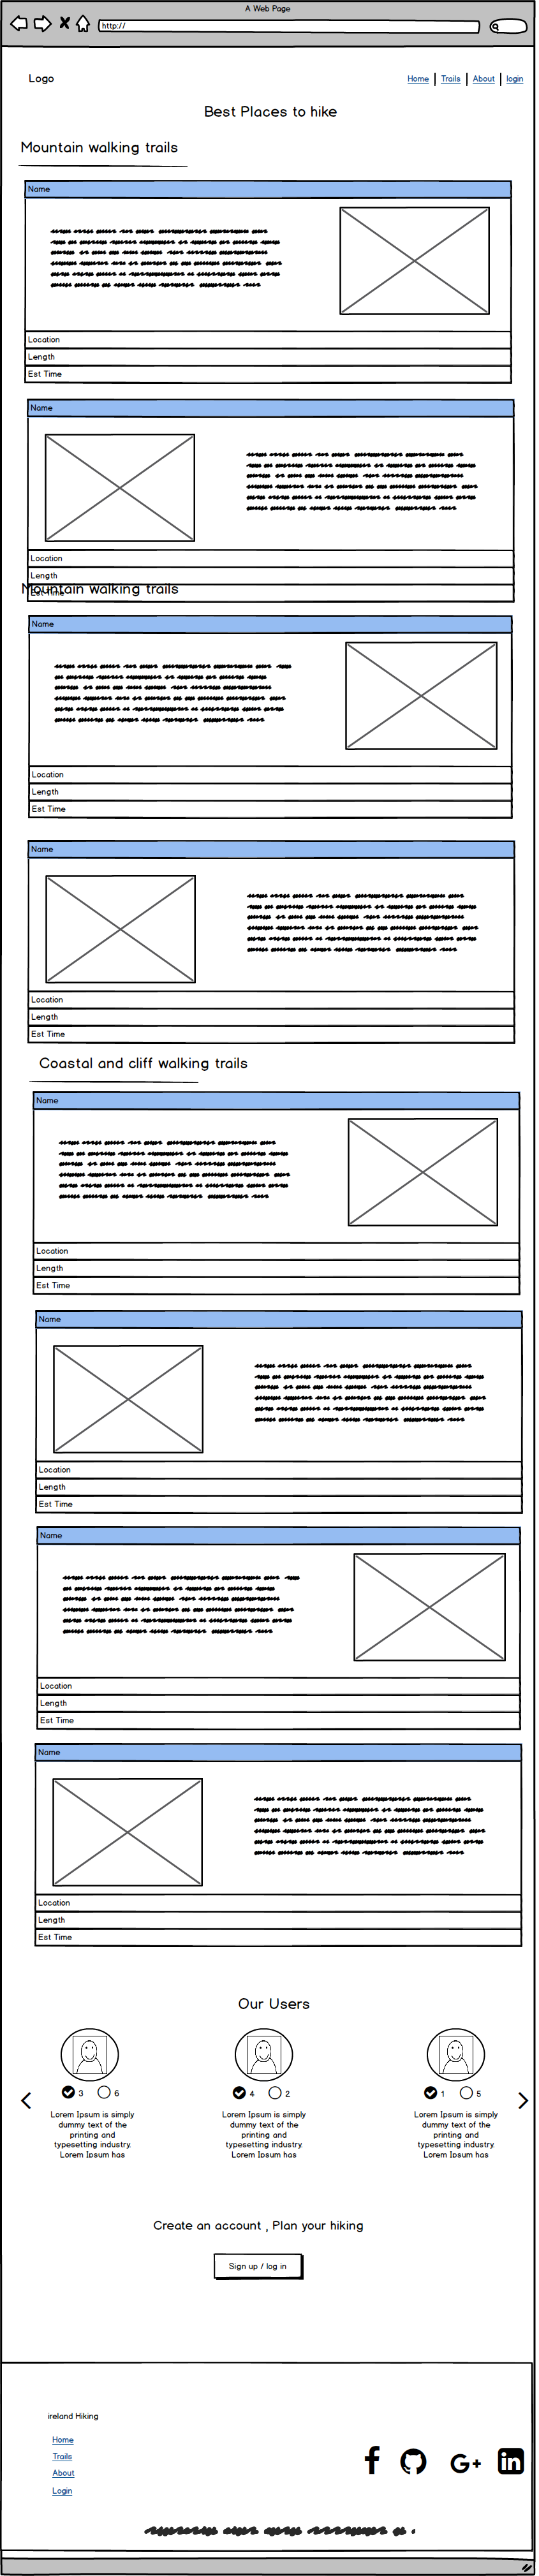 A Web Page
http://
Logo
Home Trails About login
Best Places to hike
Mountain walking trails
Name
Location
Length
Est Time
Name
Location
Length
Est Time
Mountain walking trails
Name
Location
Length
Est Time
Name
Location
Length
Est Time
Coastal and cliff walking trails
Name
Location
Length
Est Time
Name
Location
Length
Est Time
Name
Location
Length
Est Time
Name
Location
Length
Est Time
Our Users
3 6
Lorem Ipsum is simply
dummy text of the
printing and
typesetting industry.
Lorem Ipsum has
4 2
Lorem Ipsum is simply
dummy text of the
printing and
typesetting industry.
Lorem Ipsum has
1 5
Lorem Ipsum is simply
dummy text of the
printing and
typesetting industry.
Lorem Ipsum has
Create an account , Plan your hiking
Sign up / log in
ireland Hiking
Home
Trails
About
Login
f G+ in